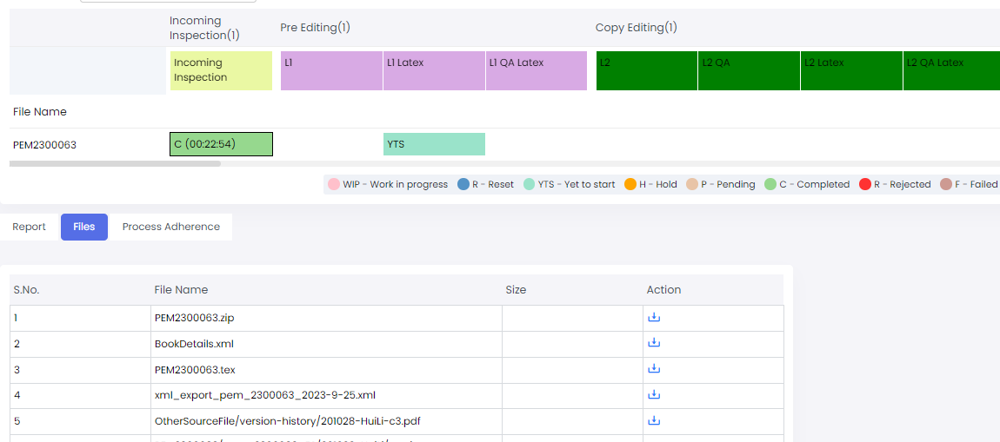 Incoming
Inspection(1)
Pre Editing(1)
Copy Editing(1)
Incoming
Inspection
L1
L1 Latex
L1 QA Latex
L2
L2 QA
L2 Latex
L2 QA Latex
File Name
PEM2300063
C (00:22:54)
YTS
WIP - Work in progress
R - Reset
YTS - Yet to start
H - Hold
P - Pending
C - Completed
R - Rejected
F - Failed
Report
Files
Process Adherence
S.No.
File Name
Size
Action
1
PEM2300063.zip
2
BookDetails.xml
3
PEM2300063.tex
4
xml_export_pem_2300063_2023-9-25.xml
5
OtherSourceFile/version-history/201028-HuiLi-c3.pdf